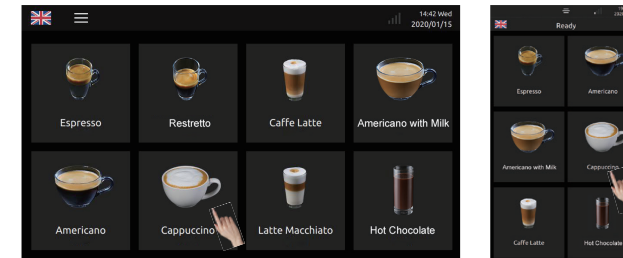 14:42 Wed
2020/01/15
Espresso
Restretto
Caffe Latte
Americano with Milk
Americano
Cappuccino
Latte Macchiato
Hot Chocolate
Ready
Espresso
Americano
Americano with Milk
Cappuccino
Caffe Latte
Hot Chocolate